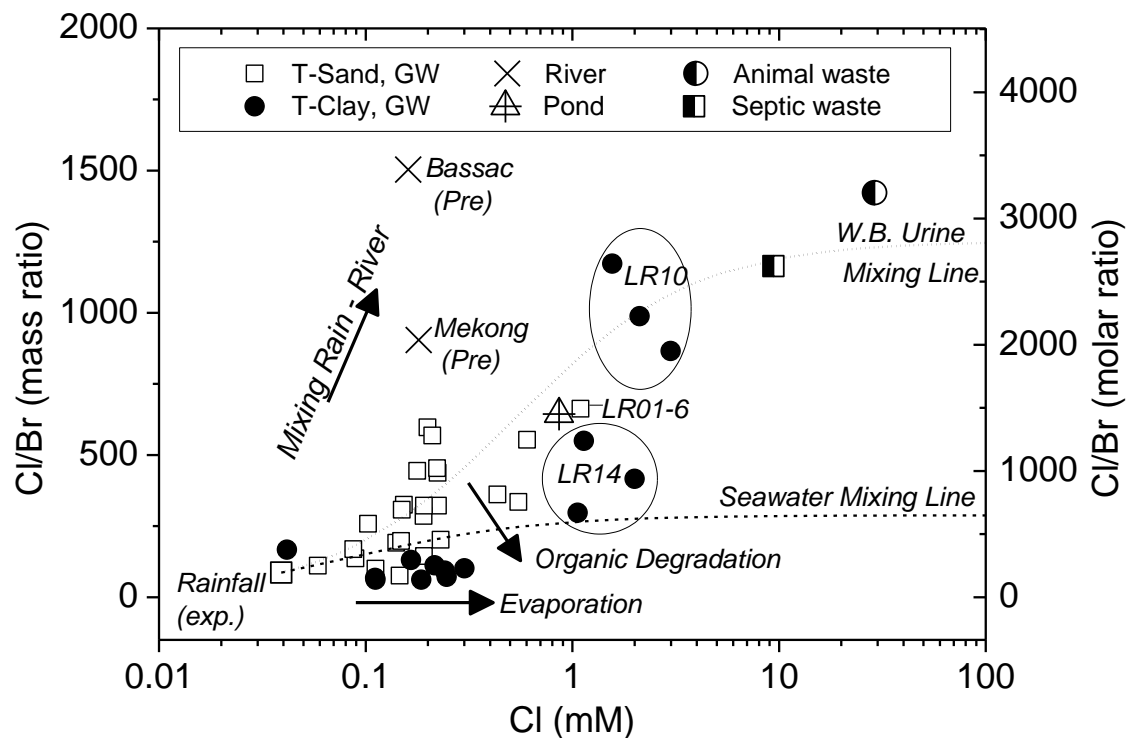 2000
1500
1000
500
0
Cl/Br (mass ratio)
T-Sand, GW
River
Animal waste
T-Clay, GW
Pond
Septic waste
4000
3000
2000
1000
0
Cl/Br (molar ratio)
Bassac
(Pre)
Mixing Rain - River
Mekong
(Pre)
W.B. Urine
Mixing Line
LR10
LR01-6
LR14
Seawater Mixing Line
Organic Degradation
Rainfall
(exp.)
Evaporation
0.01
0.1
1
10
100
Cl (mM)